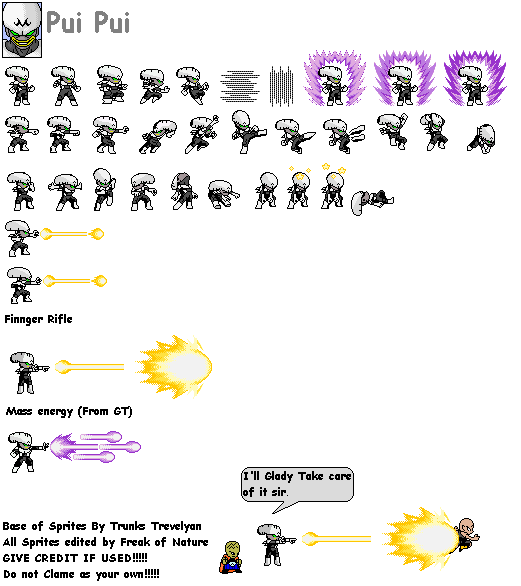 Pui Pui
Finnger Rifle
Mass energy (From GT)
I'll Glady Take care
of it sir.
Base of Sprites By Trunks Trevelyan
All Sprites edited by Freak of Nature
GIVE CREDIT IF USED!!!!!
Do not Clame as your own!!!!!